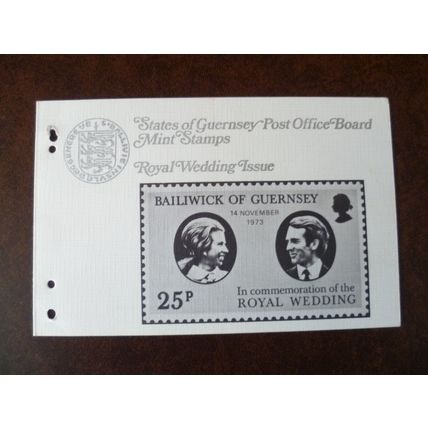 States of Guernsey Post Office Board
Mint Stamps
Royal Wedding Issue
BAILIWICK OF GUERNSEY
14 NOVEMBER
1973
25P
In commemoration of the
ROYAL WEDDING